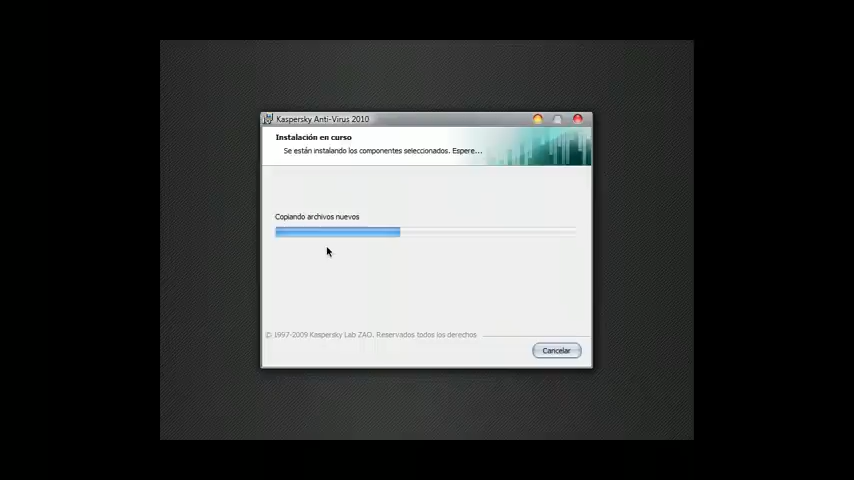 Kaspersky Anti-Virus 2010
Instalación en curso
Se están instalando los componentes seleccionados. Espere...
Copiando archivos nuevos
© 1997-2009 Kaspersky Lab ZAO. Reservados todos los derechos
Cancelar